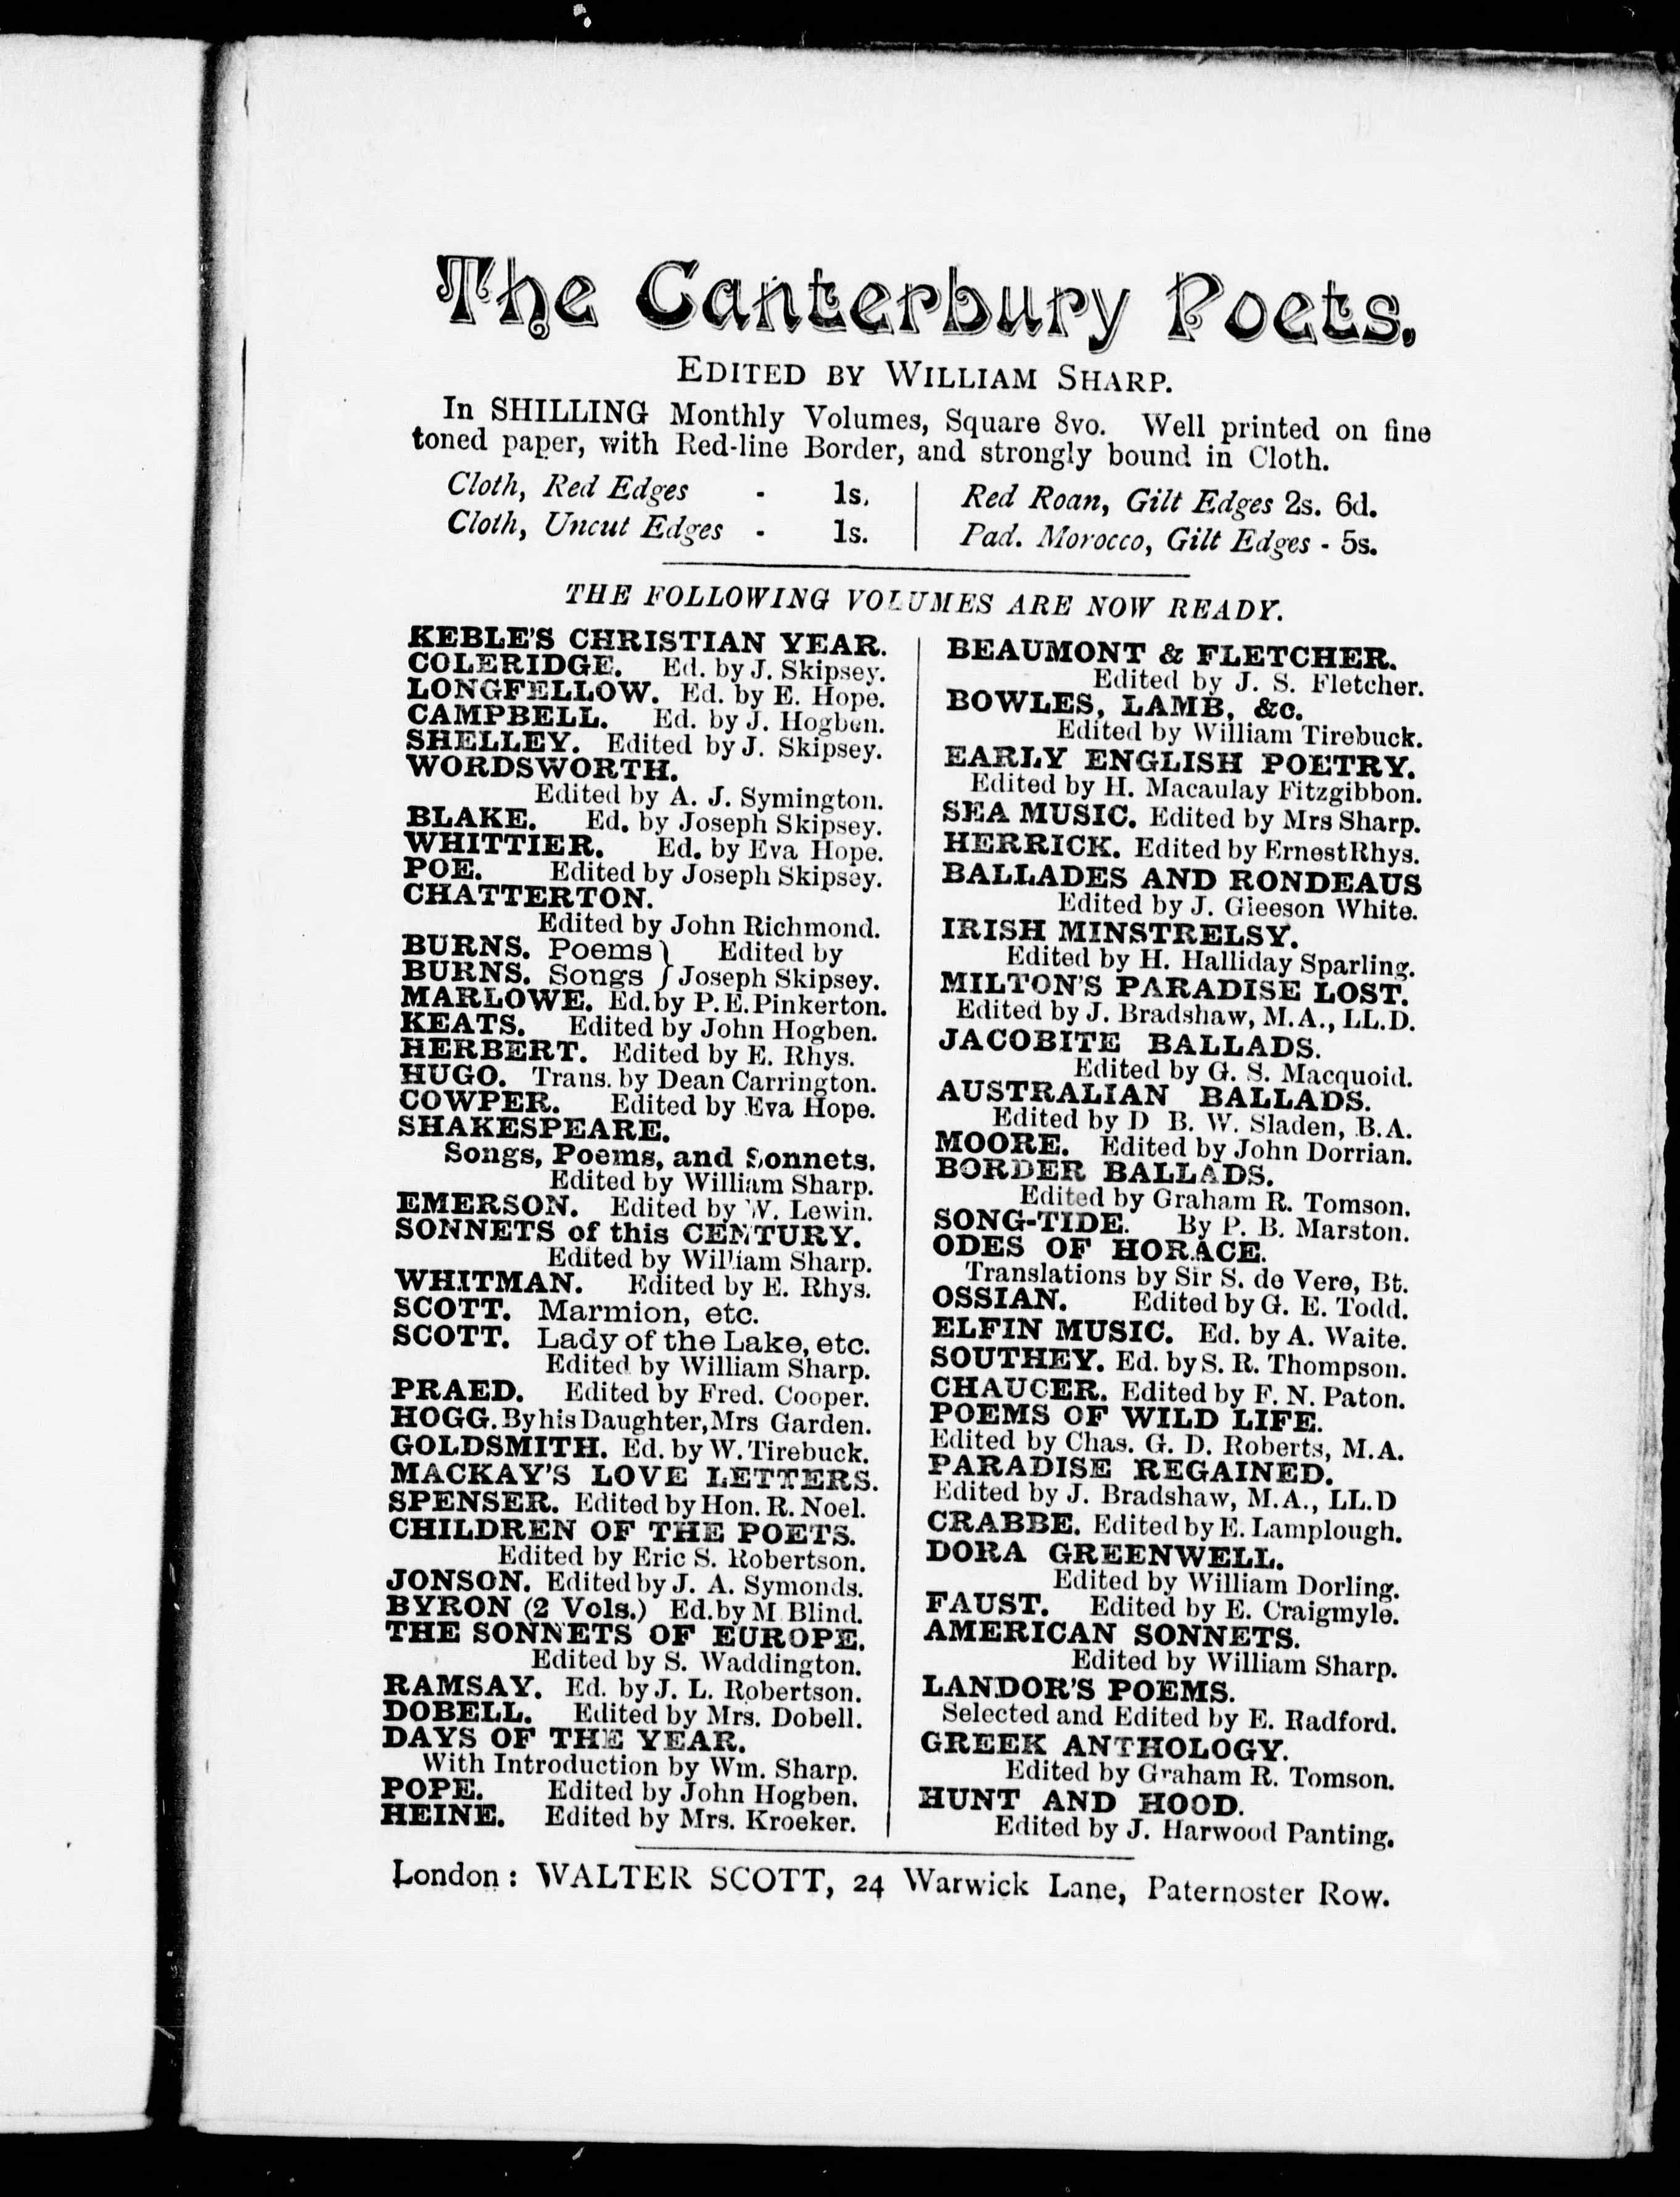 The Canterbury Poets.
EDITED BY WILLIAM SHARP.
In SHILLING Monthly Volumes, Square 8vo. Well printed on fine
toned paper, with Red-line Border, and strongly bound in Cloth.
Cloth, Red Edges - 1s.
Cloth, Uncut Edges - 1s.
Red Roan, Gilt Edges 2s. 6d.
Pad. Morocco, Gilt Edges - 5s.
THE FOLLOWING VOLUMES ARE NOW READY.
KEBLE'S CHRISTIAN YEAR.
COLERIDGE. Ed. by J. Skipsey.
LONGFELLOW. Ed. by E. Hope.
CAMPBELL. Ed. by J. Hogben.
SHELLEY. Edited by J. Skipsey.
WORDSWORTH.
Edited by A. J. Symington.
BLAKE. Ed. by Joseph Skipsey.
WHITTIER. Ed. by Eva Hope.
POE. Edited by Joseph Skipsey.
CHATTERTON.
Edited by John Richmond.
BURNS. Poems } Edited by
BURNS. Songs } Joseph Skipsey.
MARLOWE. Ed. by P. E. Pinkerton.
KEATS. Edited by John Hogben.
HERBERT. Edited by E. Rhys.
HUGO. Trans. by Dean Carrington.
COWPER. Edited by Eva Hope.
SHAKESPEARE.
Songs, Poems, and Sonnets.
Edited by William Sharp.
EMERSON. Edited by W. Lewin.
SONNETS of this CENTURY.
Edited by William Sharp.
WHITMAN. Edited by E. Rhys.
SCOTT. Marmion, etc.
SCOTT. Lady of the Lake, etc.
Edited by William Sharp.
PRAED. Edited by Fred. Cooper.
HOGG. By his Daughter, Mrs Garden.
GOLDSMITH. Ed. by W. Tirebuck.
MACKAY'S LOVE LETTERS.
SPENSER. Edited by Hon. R. Noel.
CHILDREN OF THE POETS.
Edited by Eric S. Robertson.
JONSON. Edited by J. A. Symonds.
BYRON (2 Vols.) Ed. by M. Blind.
THE SONNETS OF EUROPE.
Edited by S. Waddington.
RAMSAY. Ed. by J. L. Robertson.
DOBELL. Edited by Mrs. Dobell.
DAYS OF THE YEAR.
With Introduction by Wm. Sharp.
POPE. Edited by John Hogben.
HEINE. Edited by Mrs. Kroeker.
BEAUMONT & FLETCHER.
Edited by J. S. Fletcher.
BOWLES, LAMB, &c.
Edited by William Tirebuck.
EARLY ENGLISH POETRY.
Edited by H. Macaulay Fitzgibbon.
SEA MUSIC. Edited by Mrs Sharp.
HERRICK. Edited by Ernest Rhys.
BALLADES AND RONDEAUS
Edited by J. Gleeson White.
IRISH MINSTRELSY.
Edited by H. Halliday Sparling.
MILTON'S PARADISE LOST.
Edited by J. Bradshaw, M.A., LL.D.
JACOBITE BALLADS.
Edited by G. S. Macquoid.
AUSTRALIAN BALLADS.
Edited by D B. W. Sladen, B.A.
MOORE. Edited by John Dorrian.
BORDER BALLADS.
Edited by Graham R. Tomson.
SONG-TIDE. By P. B. Marston.
ODES OF HORACE.
Translations by Sir S. de Vere, Bt.
OSSIAN. Edited by G. E. Todd.
ELFIN MUSIC. Ed. by A. Waite.
SOUTHEY. Ed. by S. R. Thompson.
CHAUCER. Edited by F. N. Paton.
POEMS OF WILD LIFE.
Edited by Chas. G. D. Roberts, M.A.
PARADISE REGAINED.
Edited by J. Bradshaw, M.A., LL.D
CRABBE. Edited by E. Lamplough.
DORA GREENWELL.
Edited by William Dorling.
FAUST. Edited by E. Craigmyle.
AMERICAN SONNETS.
Edited by William Sharp.
LANDOR'S POEMS.
Selected and Edited by E. Radford.
GREEK ANTHOLOGY.
Edited by Graham R. Tomson.
HUNT AND HOOD.
Edited by J. Harwood Panting.
London: WALTER SCOTT, 24 Warwick Lane, Paternoster Row.